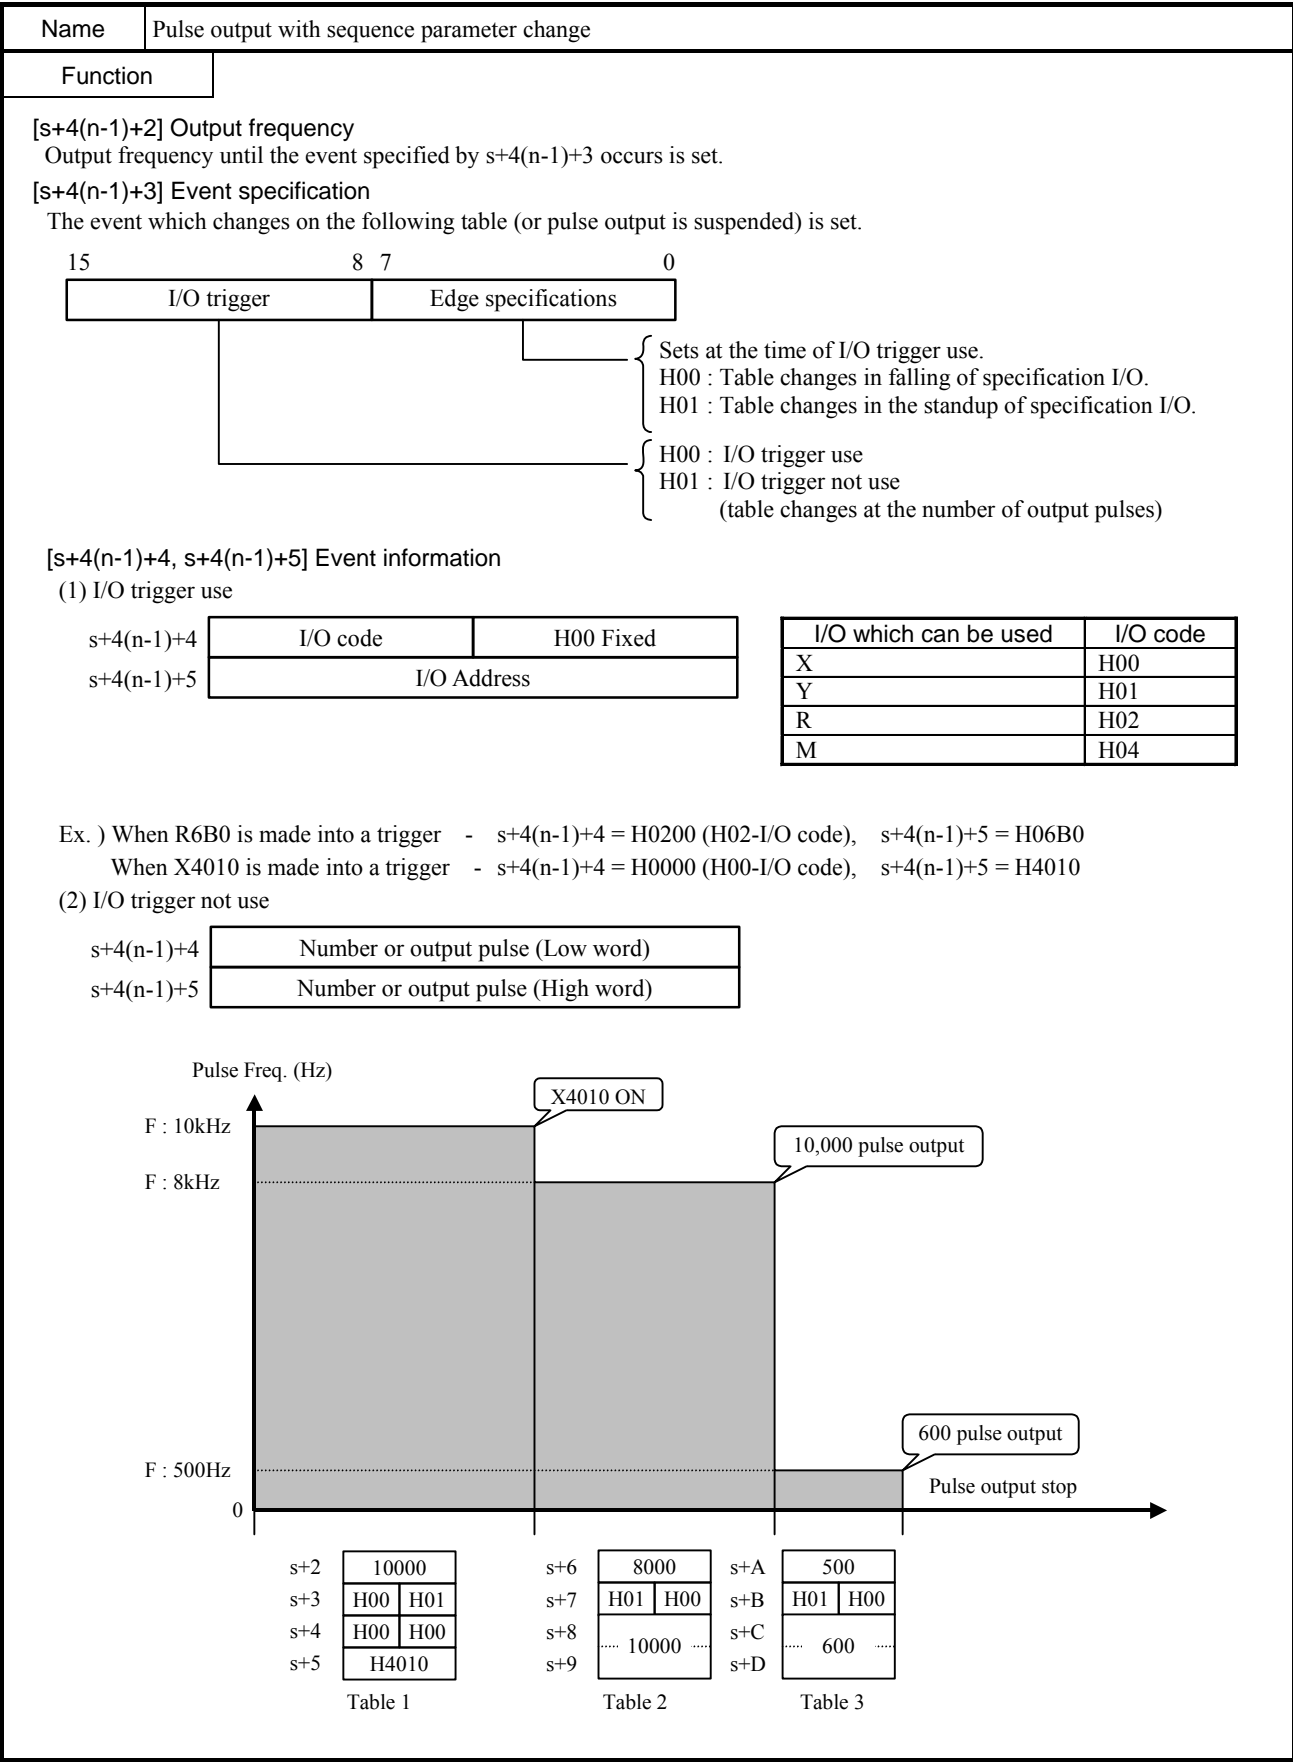 Name Pulse output with sequence parameter change
Function
[s+4(n-1)+2] Output frequency
Output frequency until the event specified by s+4(n-1)+3 occurs is set.
[s+4(n-1)+3] Event specification
The event which changes on the following table (or pulse output is suspended) is set.
15 8 7 0
I/O trigger Edge specifications
Sets at the time of I/O trigger use.
H00 : Table changes in falling of specification I/O.
H01 : Table changes in the standup of specification I/O.
H00 : I/O trigger use
H01 : I/O trigger not use
(table changes at the number of output pulses)
[s+4(n-1)+4, s+4(n-1)+5] Event information
(1) I/O trigger use
s+4(n-1)+4 I/O code H00 Fixed
s+4(n-1)+5 I/O Address
I/O which can be used I/O code
X H00
Y H01
R H02
M H04
Ex. ) When R6B0 is made into a trigger - s+4(n-1)+4 = H0200 (H02-I/O code), s+4(n-1)+5 = H06B0
When X4010 is made into a trigger - s+4(n-1)+4 = H0000 (H00-I/O code), s+4(n-1)+5 = H4010
(2) I/O trigger not use
s+4(n-1)+4 Number or output pulse (Low word)
s+4(n-1)+5 Number or output pulse (High word)
Pulse Freq. (Hz)
X4010 ON
F : 10kHz
10,000 pulse output
F : 8kHz
600 pulse output
F : 500Hz
Pulse output stop
0
s+2 10000 s+6 8000 s+A 500
s+3 H00 H01 s+7 H01 H00 s+B H01 H00
s+4 H00 H00 s+8 10000 s+C 600
s+5 H4010 s+9 s+D
Table 1 Table 2 Table 3